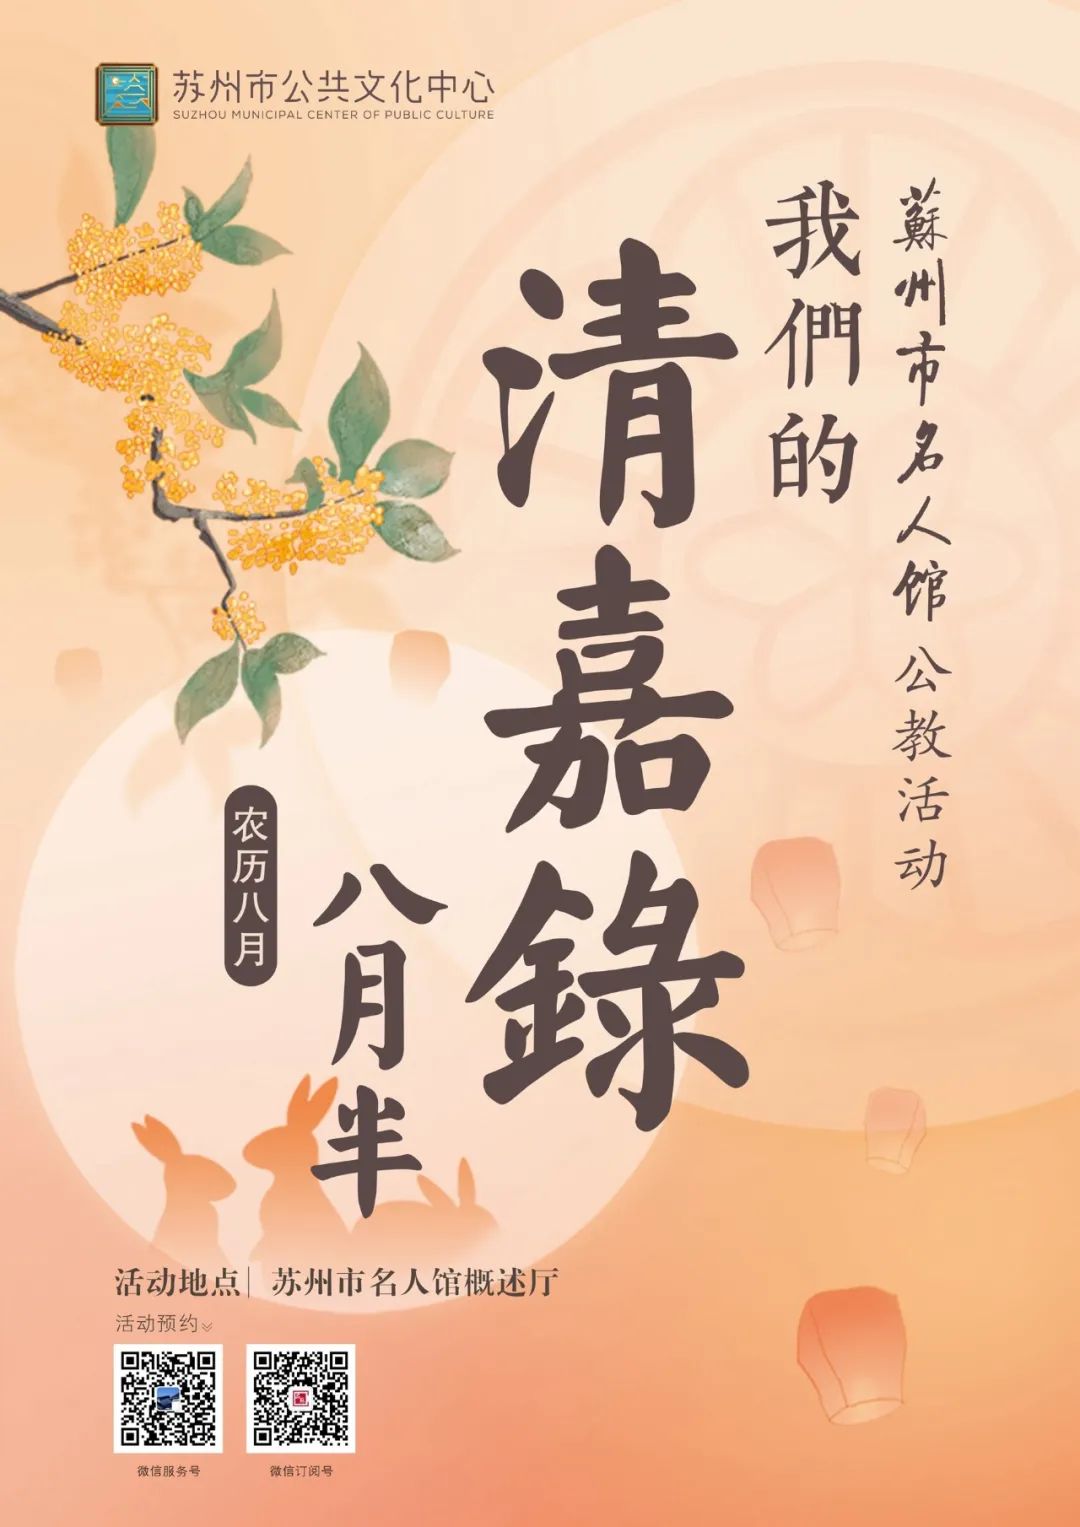 苏州市公共文化中心
SUZHOU MUNICIPAL CENTER OF PUBLIC CULTURE
蘇州市名人馆公教活动
我們的
清嘉錄
八月半
农历八月
活动地点| 苏州市名人馆概述厅
活动预约
微信服务号
微信订阅号